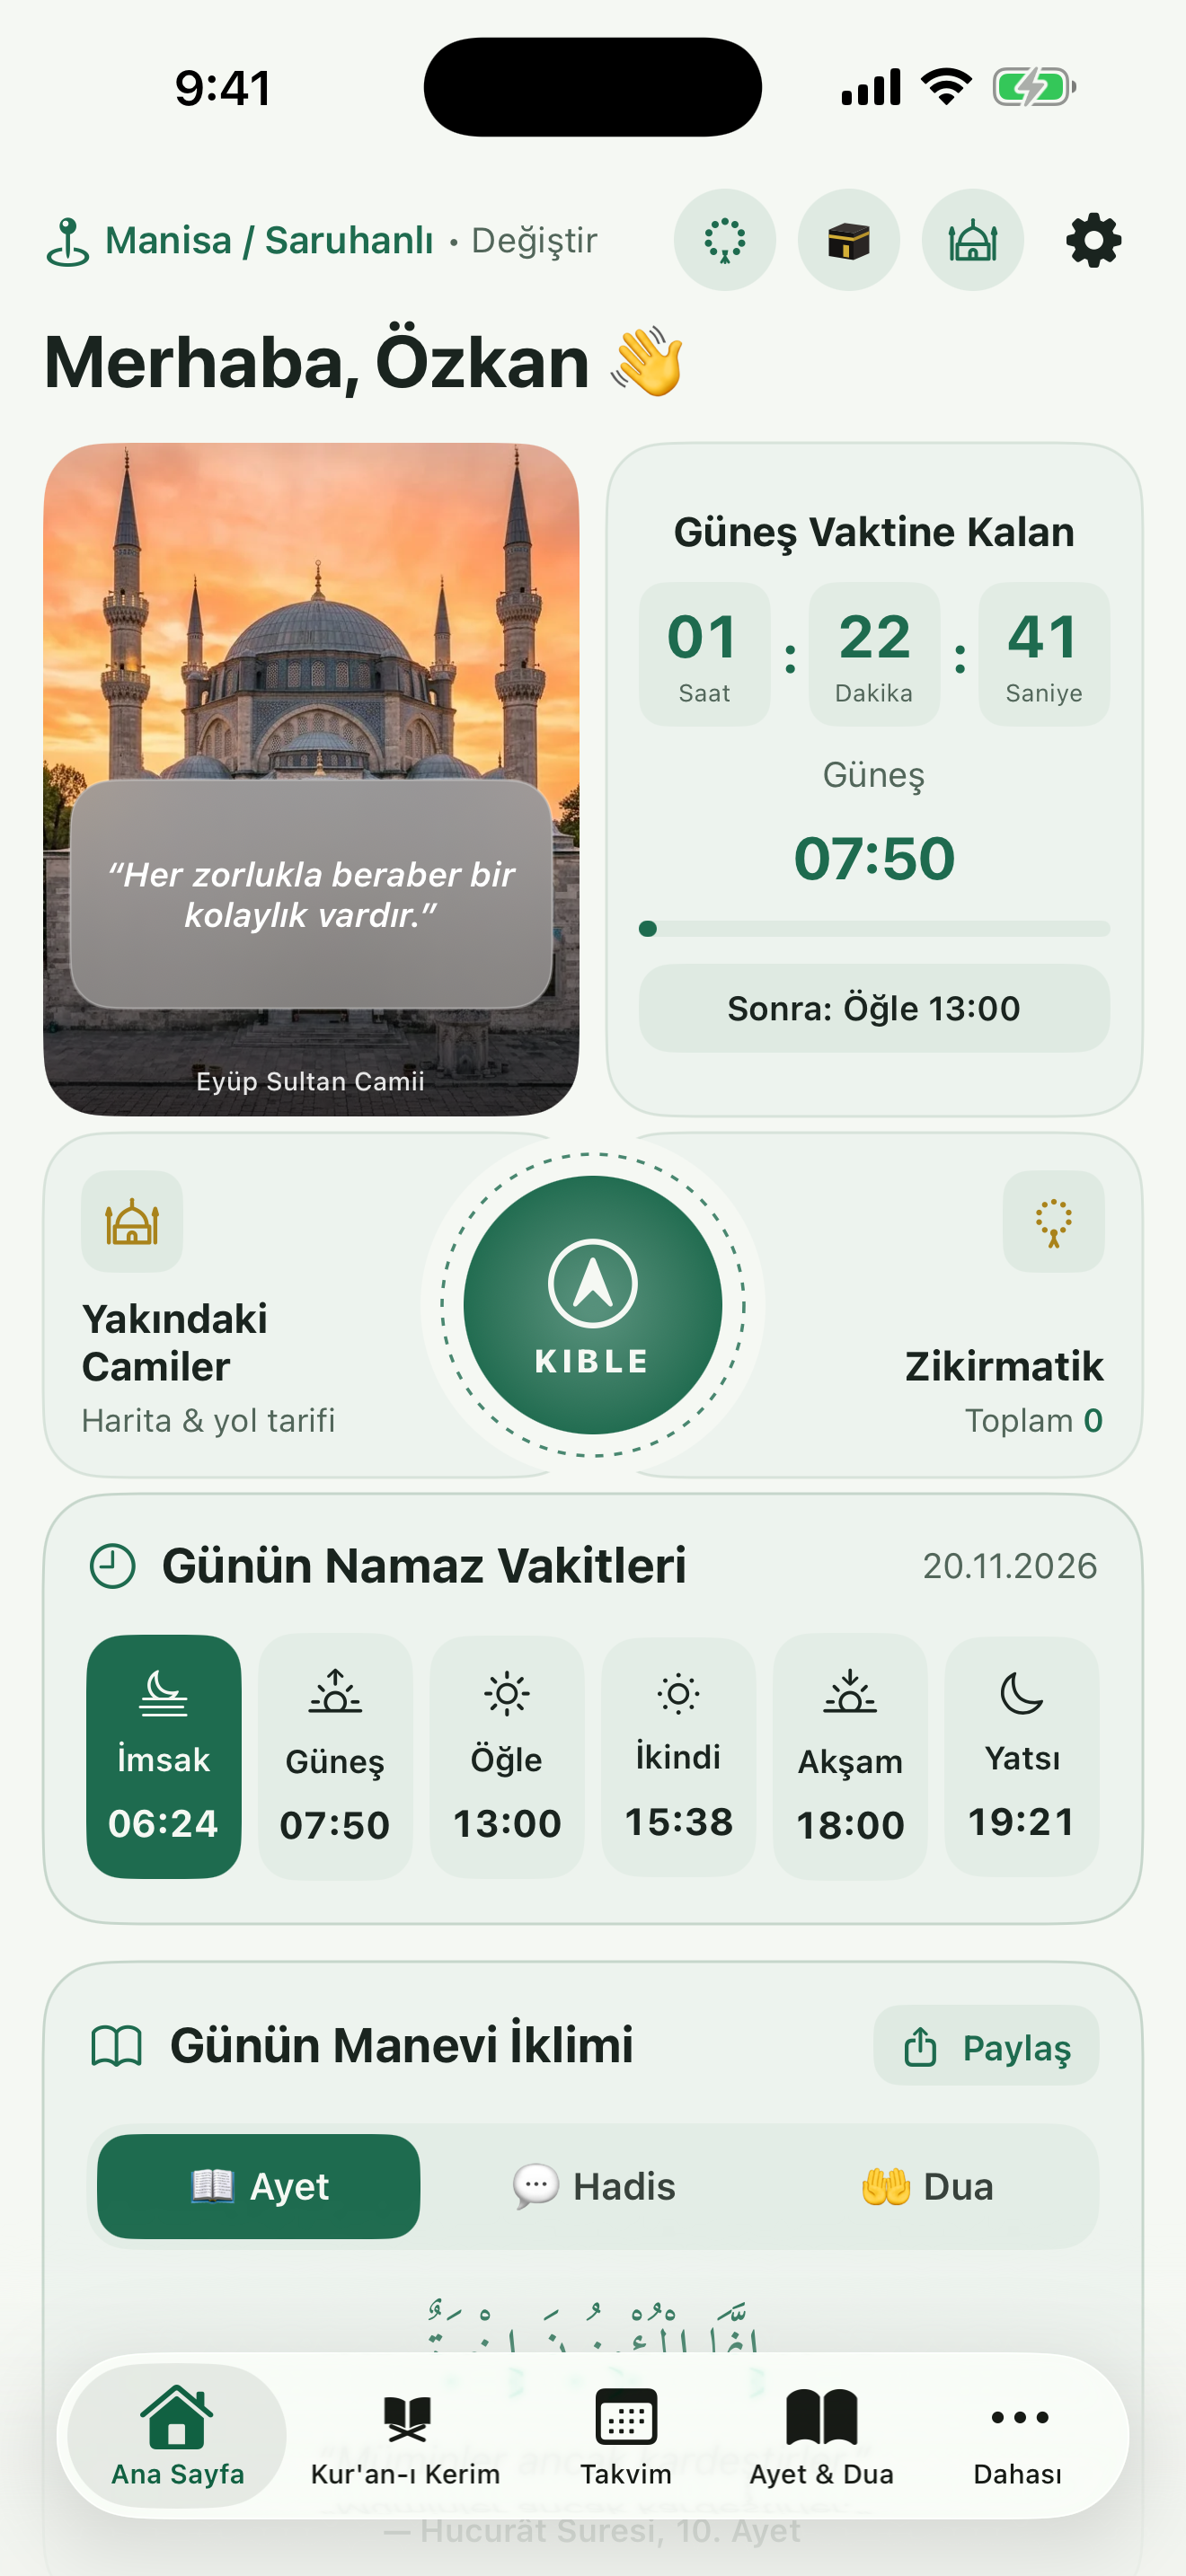 9:41
Manisa / Saruhanlı • Değiştir
Merhaba, Özkan 👋
“Her zorlukla beraber bir
kolaylık vardır.”
Eyüp Sultan Camii
Güneş Vaktine Kalan
01 : 22 : 41
Saat Dakika Saniye
Güneş
07:50
Sonra: Öğle 13:00
Yakındaki
Camiler
Harita & yol tarifi
KIBLE
Zikirmatik
Toplam 0
Günün Namaz Vakitleri
20.11.2026
İmsak Güneş Öğle İkindi Akşam Yatsı
06:24 07:50 13:00 15:38 18:00 19:21
Günün Manevi İklimi
Paylaş
📖 Ayet
💬 Hadis
🤲 Dua
“Müminler ancak kardeştirler.”
Ana Sayfa
Kur'an-ı Kerim
Takvim
Ayet & Dua
Dahası
— Hucurât Suresi, 10. Ayet